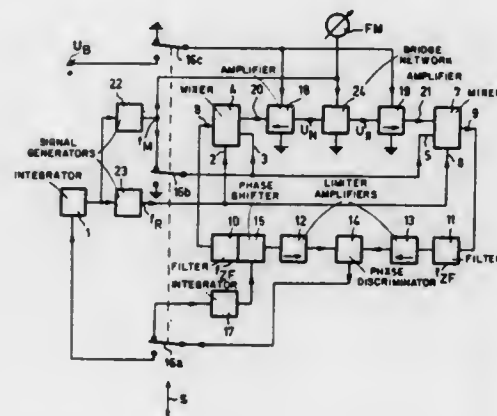 FM
U_B
16c
BRIDGE
NETWORK
AMPLIFIER
AMPLIFIER
22
MIXER
4
20
18
24
19
21
7
MIXER
9
U_N
U_X
SIGNAL
GENERATORS
f_M
2
3
5
8
INTEGRATOR
23
16b
PHASE
SHIFTER
LIMITER
AMPLIFIERS
1
f_R
10
15
12
14
13
11
FILTER
f_ZF
INTEGRATOR
17
PHASE
DISCRIMINATOR
f_ZF
FILTER
16a
S